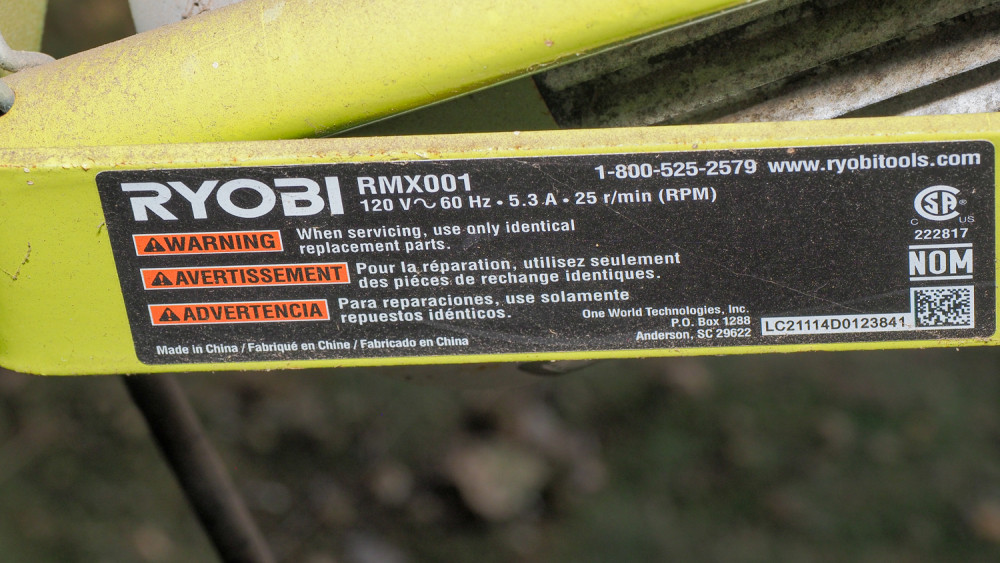 RYOBI RMX001
120 V~ 60 Hz • 5.3 A • 25 r/min (RPM)
1-800-525-2579 www.ryobitools.com
⚠WARNING
When servicing, use only identical
replacement parts.
⚠AVERTISSEMENT
Pour la réparation, utilisez seulement
des piéces de rechange identiques.
⚠ADVERTENCIA
Para reparaciones, use solamente
repuestos idénticos.
Made in China / Fabriqué en Chine / Fabricado en China
One World Technologies, Inc.
P.O. Box 1288
Anderson, SC 29622
LC21114D0123841
C SA® US
222817
NOM